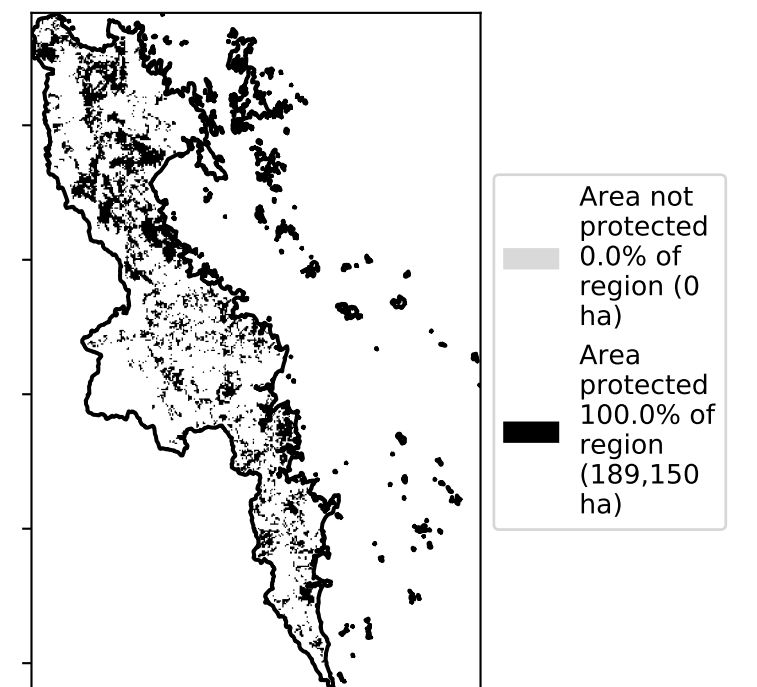 Area not
protected
0.0% of
region (0
ha)
Area
protected
100.0% of
region
(189,150
ha)